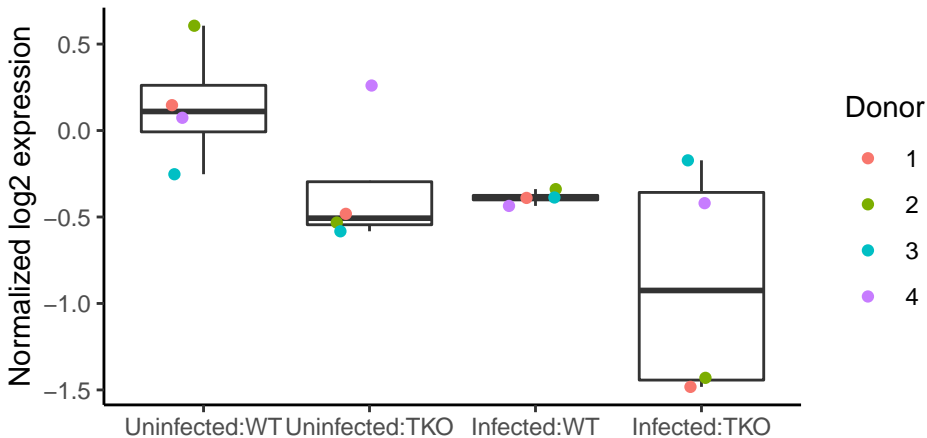 Normalized log2 expression
0.5
0.0
−0.5
−1.0
−1.5
Uninfected:WT
Uninfected:TKO
Infected:WT
Infected:TKO
Donor
1
2
3
4